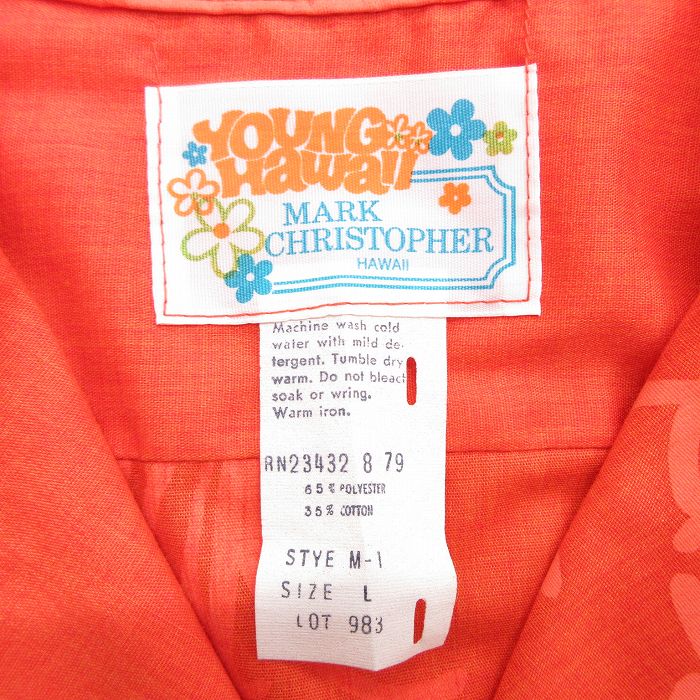 YOUNG
Hawaii
MARK
CHRISTOPHER
HAWAII
Machine wash cold
water with mild de-
tergent. Tumble dry
warm. Do not bleach
soak or wring.
Warm iron.
RN23432 8 79
65% POLYESTER
35% COTTON
STYE M-1
SIZE L
LOT 983